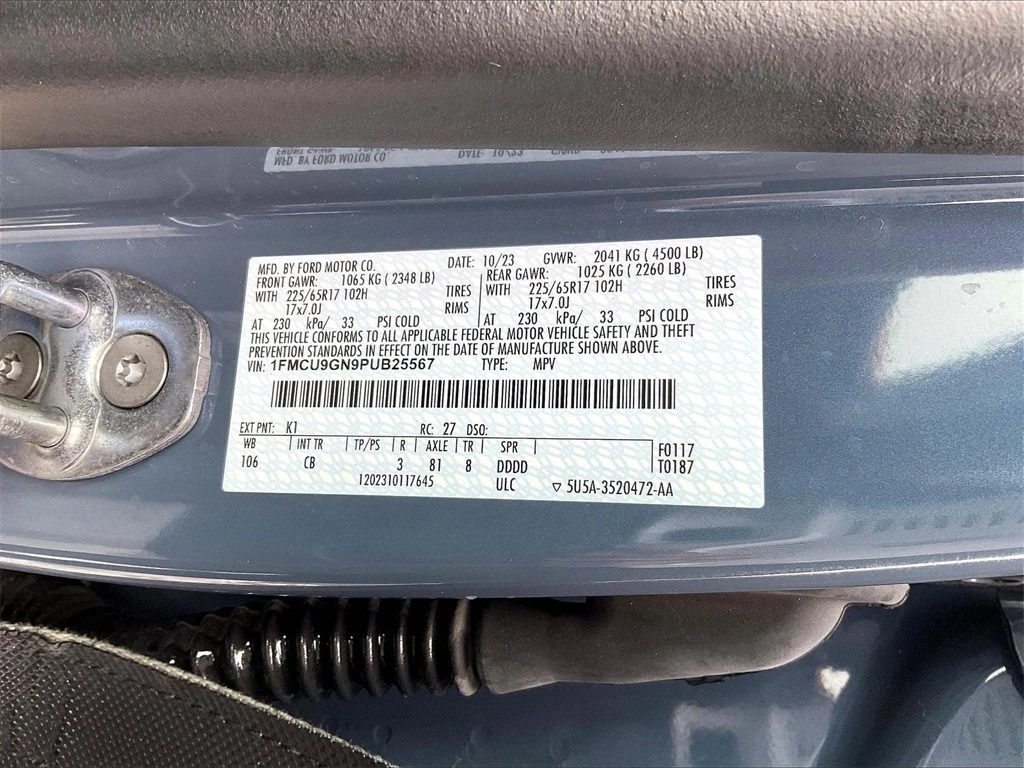 MFD. BY FORD MOTOR CO. DATE: 10/23 GVWR: 2041 KG ( 4500 LB)
FRONT GAWR: 1065 KG ( 2348 LB) REAR GAWR: 1025 KG ( 2260 LB)
WITH 225/65R17 102H TIRES WITH 225/65R17 102H TIRES
17x7.0J RIMS 17x7.0J RIMS
AT 230 kPa/ 33 PSI COLD AT 230 kPa/ 33 PSI COLD
THIS VEHICLE CONFORMS TO ALL APPLICABLE FEDERAL MOTOR VEHICLE SAFETY AND THEFT
PREVENTION STANDARDS IN EFFECT ON THE DATE OF MANUFACTURE SHOWN ABOVE.
VIN: 1FMCU9GN9PUB25567 TYPE: MPV
EXT PNT: K1 RC: 27 DSO:
WB INT TR TP/PS R AXLE TR SPR F0117
106 CB 3 81 8 DDDD T0187
1202310117645 ULC ▽ 5U5A-3520472-AA